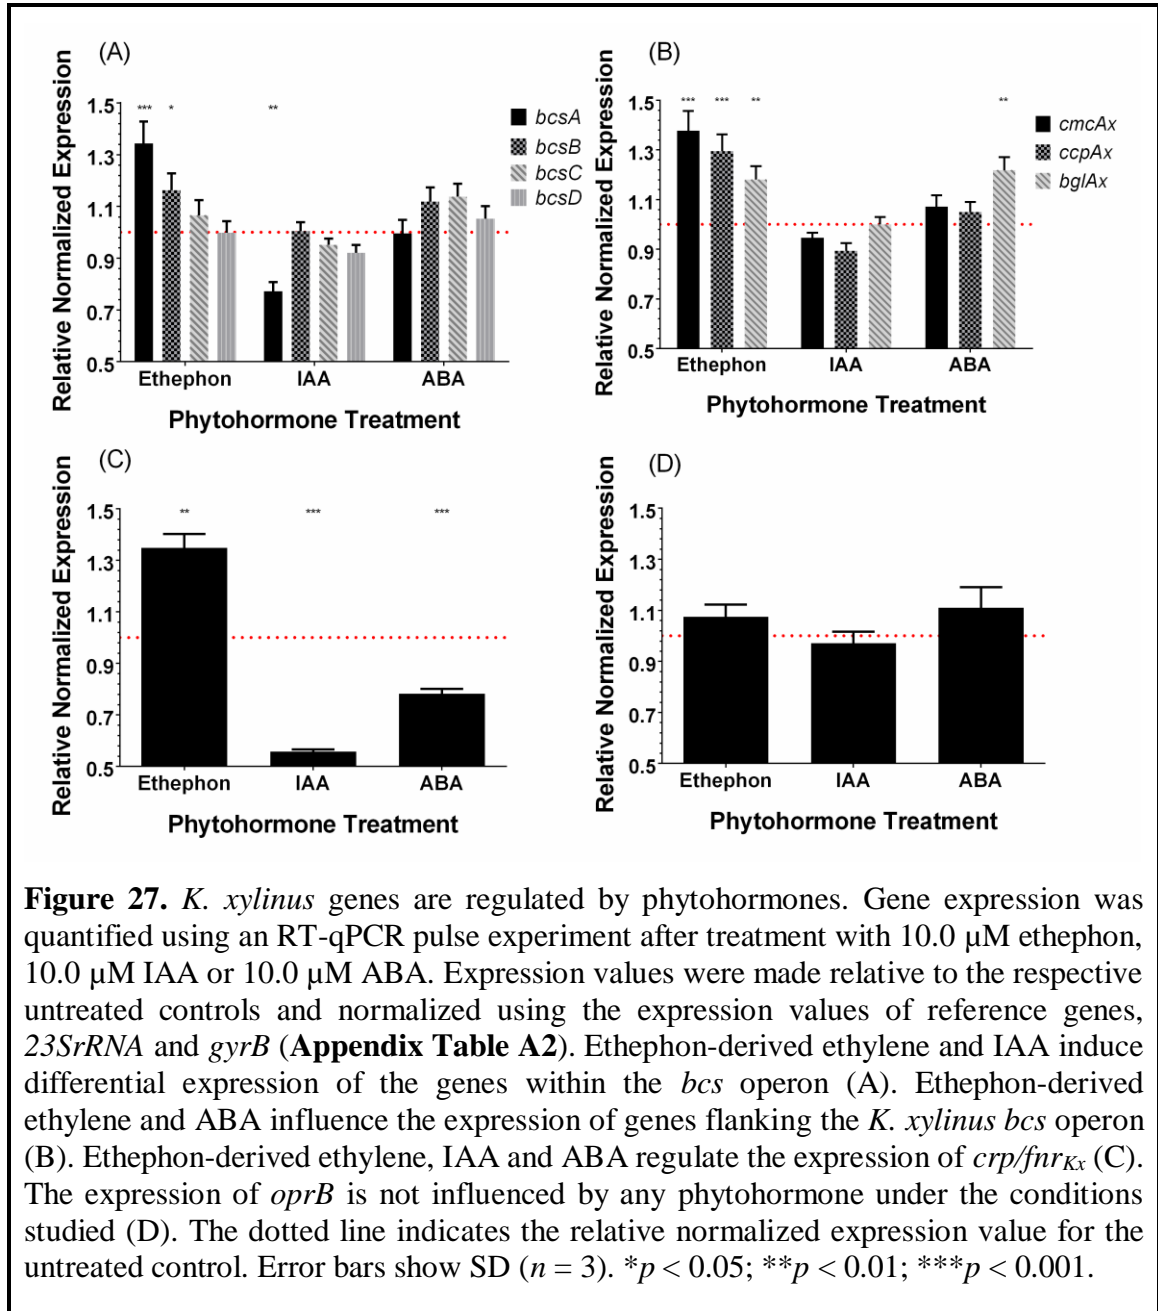 (A)
Relative Normalized Expression
1.5
1.3
1.1
0.9
0.7
0.5
*** * **
bcsA
bcsB
bcsC
bcsD
Ethephon IAA ABA
Phytohormone Treatment
(B)
Relative Normalized Expression
1.5
1.3
1.1
0.9
0.7
0.5
*** *** ** **
cmcAx
ccpAx
bglAx
Ethephon IAA ABA
Phytohormone Treatment
(C)
Relative Normalized Expression
1.5
1.3
1.1
0.9
0.7
0.5
** *** ***
Ethephon IAA ABA
Phytohormone Treatment
(D)
Relative Normalized Expression
1.5
1.3
1.1
0.9
0.7
0.5
Ethephon IAA ABA
Phytohormone Treatment
Figure 27. K. xylinus genes are regulated by phytohormones. Gene expression was
quantified using an RT-qPCR pulse experiment after treatment with 10.0 µM ethephon,
10.0 µM IAA or 10.0 µM ABA. Expression values were made relative to the respective
untreated controls and normalized using the expression values of reference genes,
23SrRNA and gyrB (Appendix Table A2). Ethephon-derived ethylene and IAA induce
differential expression of the genes within the bcs operon (A). Ethephon-derived
ethylene and ABA influence the expression of genes flanking the K. xylinus bcs operon
(B). Ethephon-derived ethylene, IAA and ABA regulate the expression of crp/fnrKx (C).
The expression of oprB is not influenced by any phytohormone under the conditions
studied (D). The dotted line indicates the relative normalized expression value for the
untreated control. Error bars show SD (n = 3). *p < 0.05; **p < 0.01; ***p < 0.001.